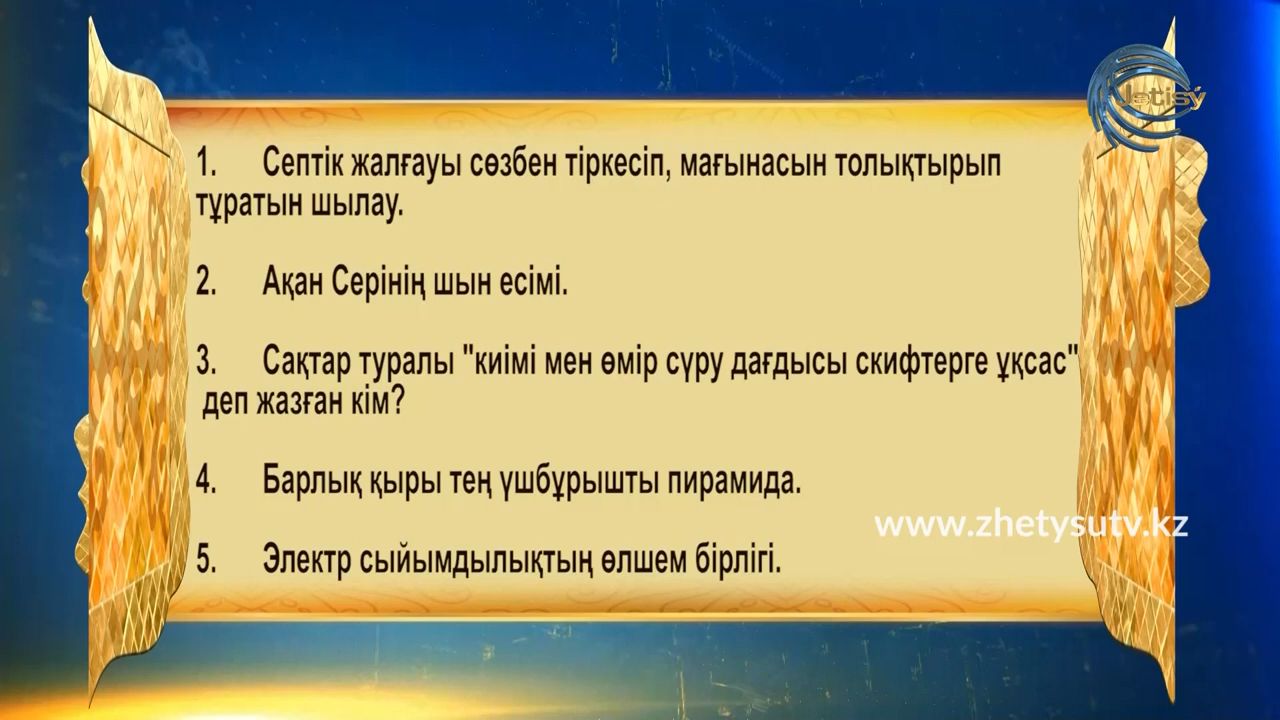 Jetisý
1. Септік жалғауы сөзбен тіркесіп, мағынасын толықтырып
тұратын шылау.
2. Ақан Серінің шын есімі.
3. Сақтар туралы "киімі мен өмір сүру дағдысы скифтерге ұқсас"
деп жазған кім?
4. Барлық қыры тең үшбұрышты пирамида.
www.zhetysutv.kz
5. Электр сыйымдылықтың өлшем бірлігі.